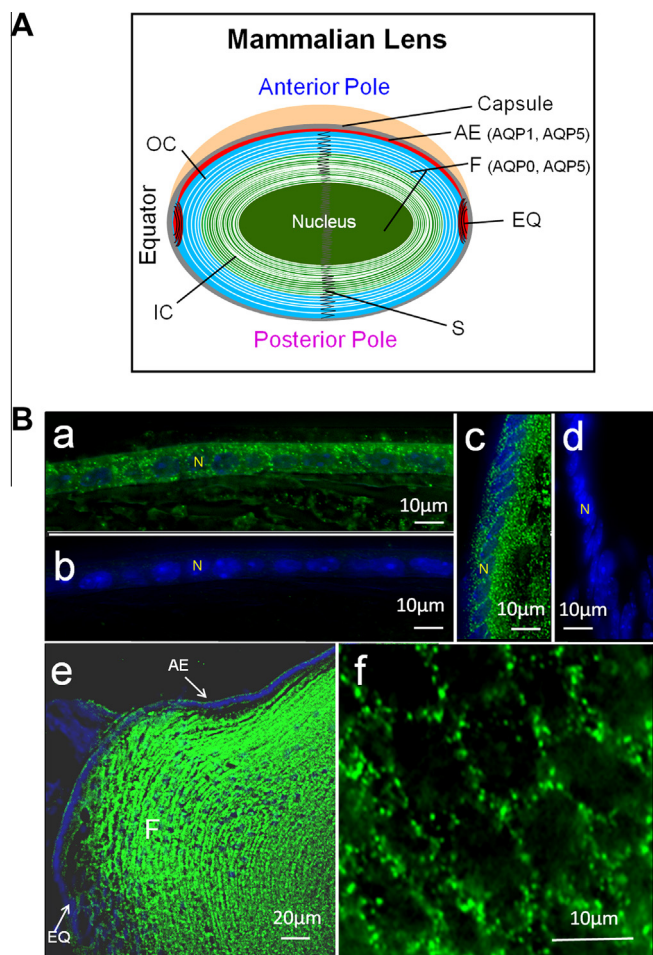 A
Mammalian Lens
Anterior Pole
Capsule
AE (AQP1, AQP5)
OC
F (AQP0, AQP5)
Equator
Nucleus
EQ
IC
S
Posterior Pole
B
a
N
10µm
b
N
10µm
c
N
10µm
d
N
10µm
e
AE
F
EQ
20µm
f
10µm